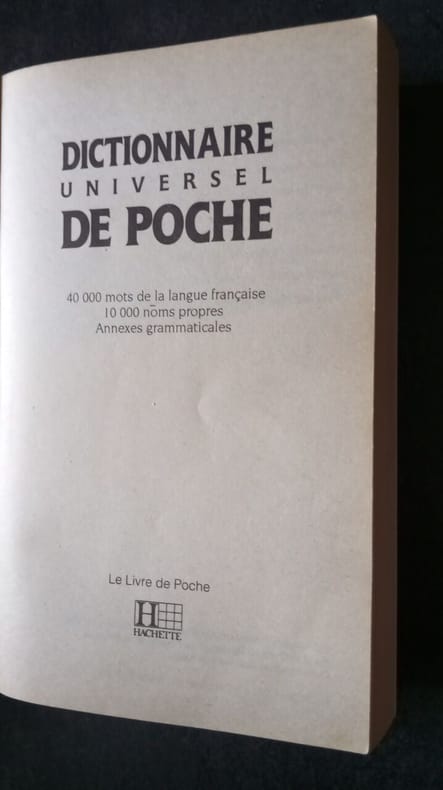 DICTIONNAIRE
UNIVERSEL
DE POCHE
40 000 mots de la langue française
10 000 noms propres
Annexes grammaticales
Le Livre de Poche
H
HACHETTE